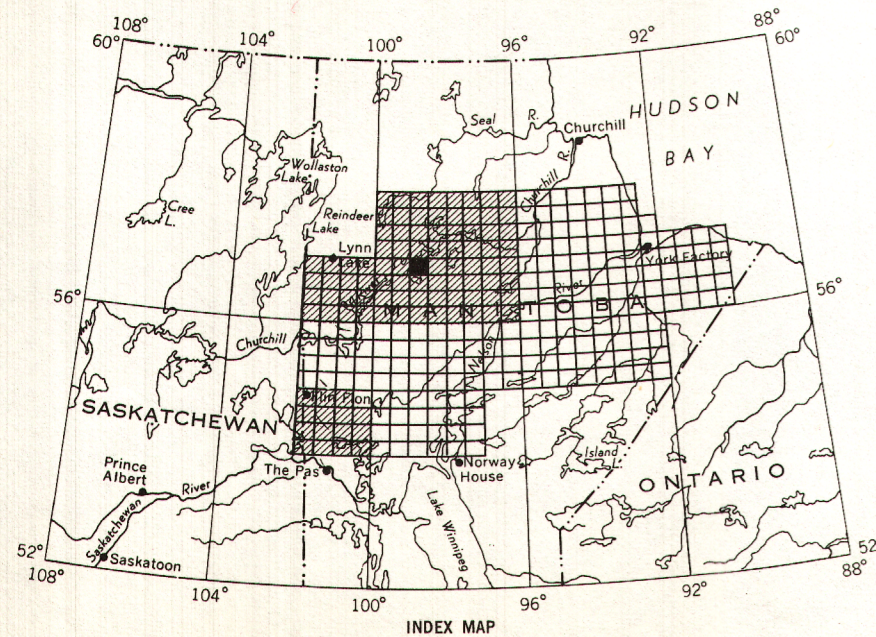 108°
104°
100°
96°
88°
60°
60°
HUDSON
BAY
Seal R.
Churchill
Churchill R.
Wollaston
Lake
Cree
L.
Reindeer
Lake
Lynn
Lake
York Factory
River
MANITOBA
56°
56°
Churchill
Nelson
Flin Flon
SASKATCHEWAN
The Pas
Norway
House
Island
L.
ONTARIO
Prince
Albert
River
Saskatchewan
Saskatoon
Lake Winnipeg
52°
108°
104°
100°
96°
92°
52
88°
INDEX MAP